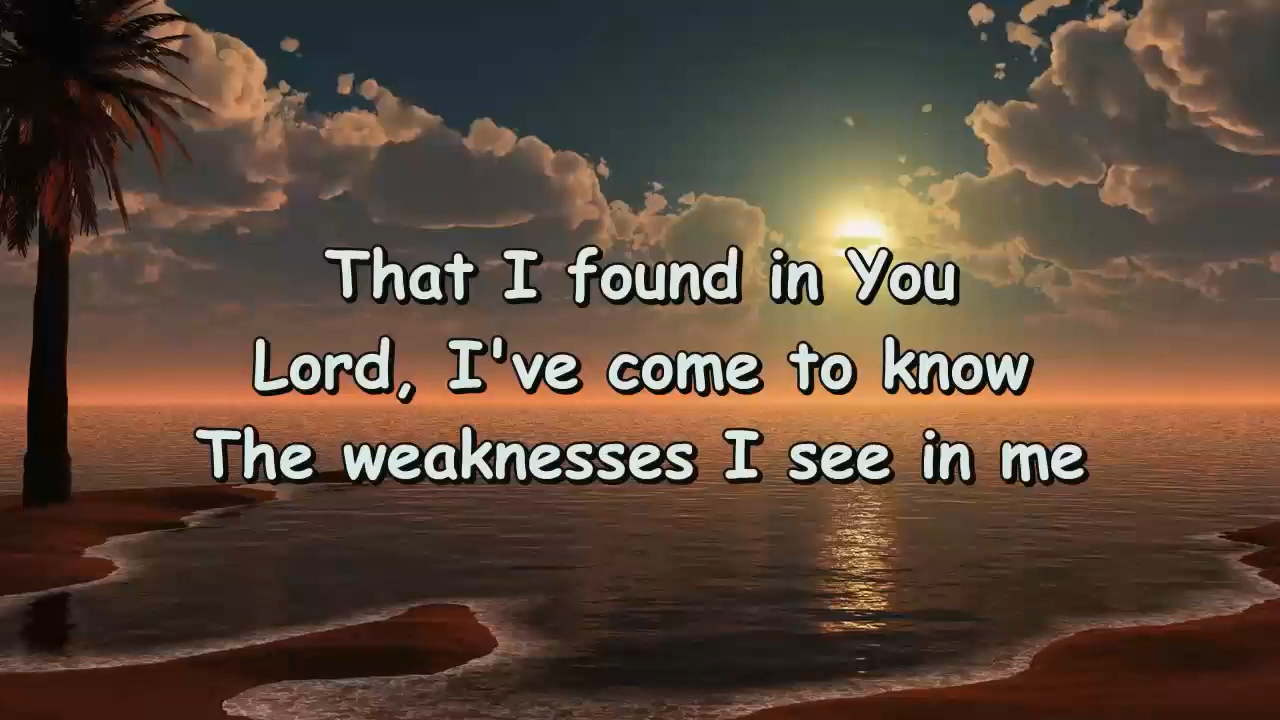 That I found in You
Lord, I've come to know
The weaknesses I see in me